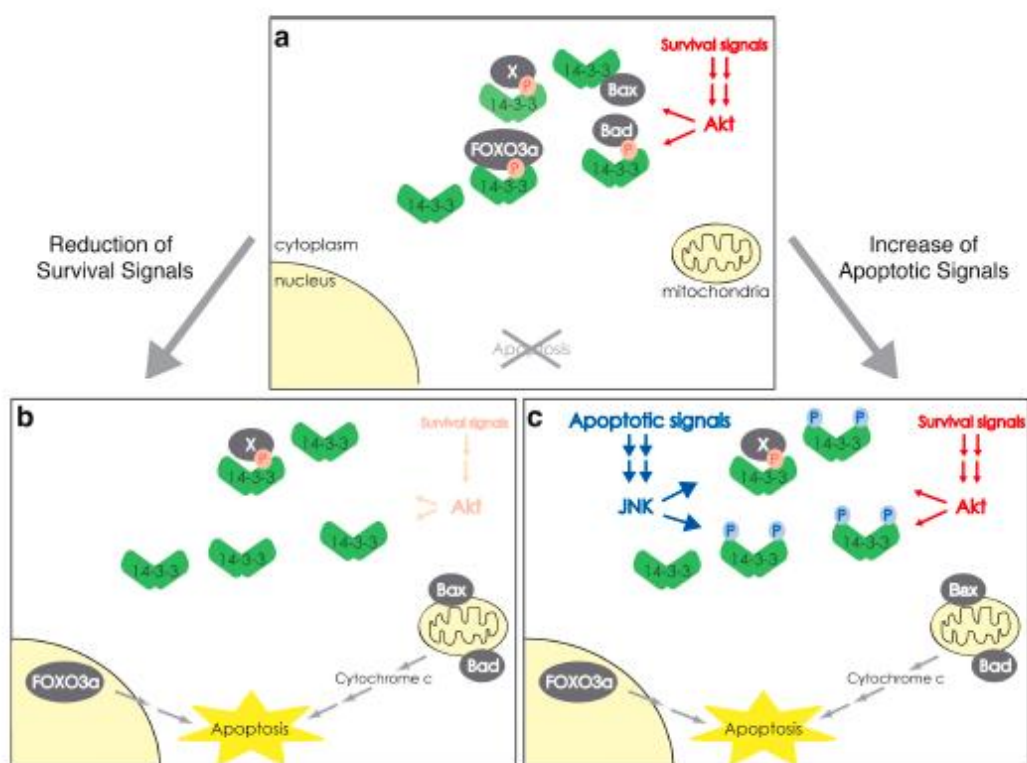 a
Survival signals
X
P
14-3-3
14-3-3
Bax
Akt
Bad
P
14-3-3
FOXO3a
P
14-3-3
14-3-3
Reduction of
Survival Signals
Increase of
Apoptotic Signals
cytoplasm
nucleus
mitochondria
Apoptosis
b
Survival signals
X
P
14-3-3
14-3-3
Akt
14-3-3
14-3-3
14-3-3
Bax
Bad
FOXO3a
Cytochrome c
Apoptosis
c
Apoptotic signals
P P
14-3-3
Survival signals
X
P
14-3-3
JNK
Akt
P P
14-3-3
P P
14-3-3
14-3-3
Bax
Bad
FOXO3a
Cytochrome c
Apoptosis